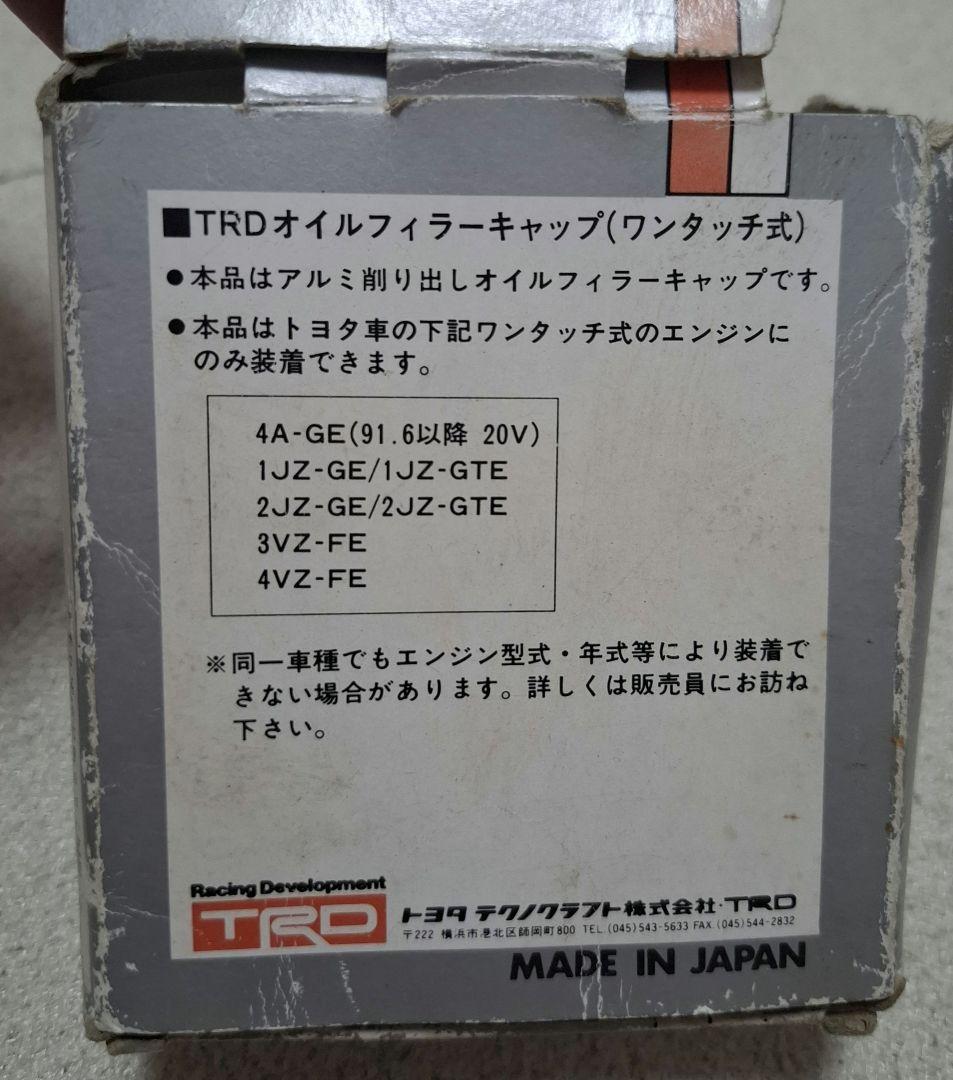 ■TRDオイルフィラーキャップ(ワンタッチ式)
●本品はアルミ削り出しオイルフィラーキャップです。
●本品はトヨタ車の下記ワンタッチ式のエンジンに
のみ装着できます。
4A-GE(91.6以降 20V)
1JZ-GE/1JZ-GTE
2JZ-GE/2JZ-GTE
3VZ-FE
4VZ-FE
※同一車種でもエンジン型式・年式等により装着で
きない場合があります。詳しくは販売員にお訪ね
下さい。
Racing Development
TRD
トヨタ テクノクラフト株式会社・TRD
〒222 横浜市港北区師岡町800 TEL.(045)543-5633 FAX.(045)544-2832
MADE IN JAPAN